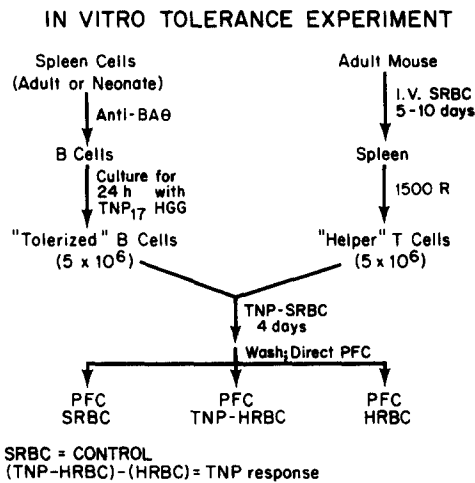 IN VITRO TOLERANCE EXPERIMENT
Spleen Cells
(Adult or Neonate)
Anti-BAθ
B Cells
Culture for
24 h with
TNP17 HGG
"Tolerized" B Cells
(5 x 10⁶)
Adult Mouse
I.V. SRBC
5-10 days
Spleen
1500 R
"Helper" T Cells
(5 x 10⁶)
TNP-SRBC
4 days
Wash; Direct PFC
PFC
SRBC
PFC
TNP-HRBC
PFC
HRBC
SRBC = CONTROL
(TNP-HRBC)-(HRBC)= TNP response